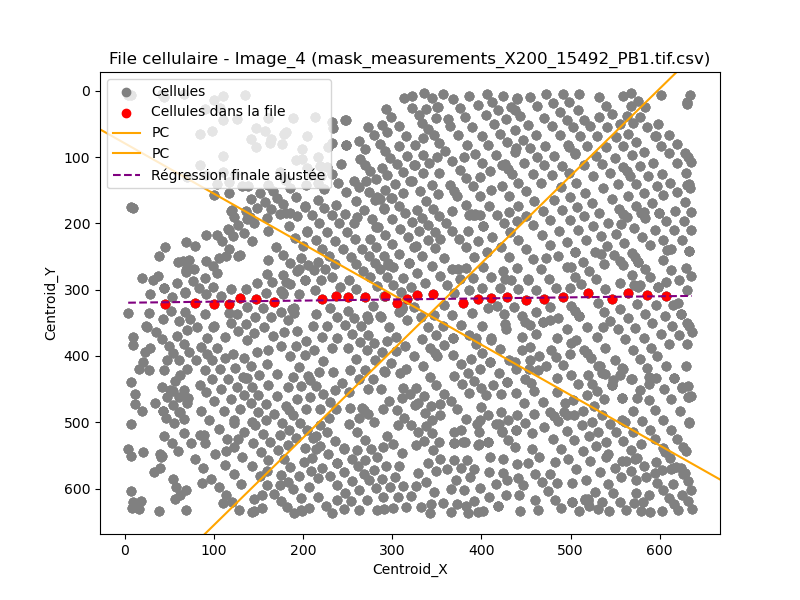 File cellulaire - Image_4 (mask_measurements_X200_15492_PB1.tif.csv)
Cellules
Cellules dans la file
PC
PC
Régression finale ajustée
0
100
200
300
400
500
600
Centroid_Y
0 100 200 300 400 500 600
Centroid_X